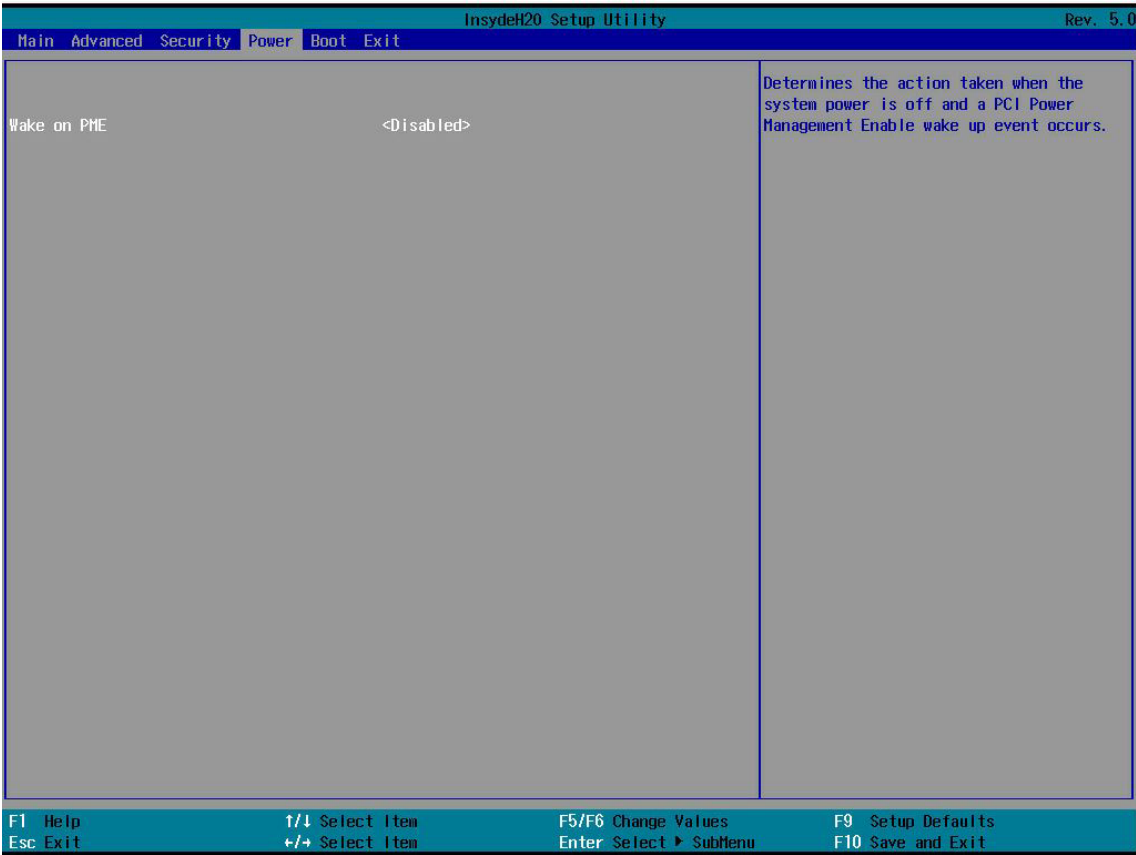 InsydeH20 Setup Utility Rev. 5.0
Main Advanced Security Power Boot Exit
Determines the action taken when the
system power is off and a PCI Power
Wake on PME <Disabled> Management Enable wake up event occurs.
F1 Help ↑/↓ Select Item F5/F6 Change Values F9 Setup Defaults
Esc Exit ←/→ Select Item Enter Select ▶ SubMenu F10 Save and Exit